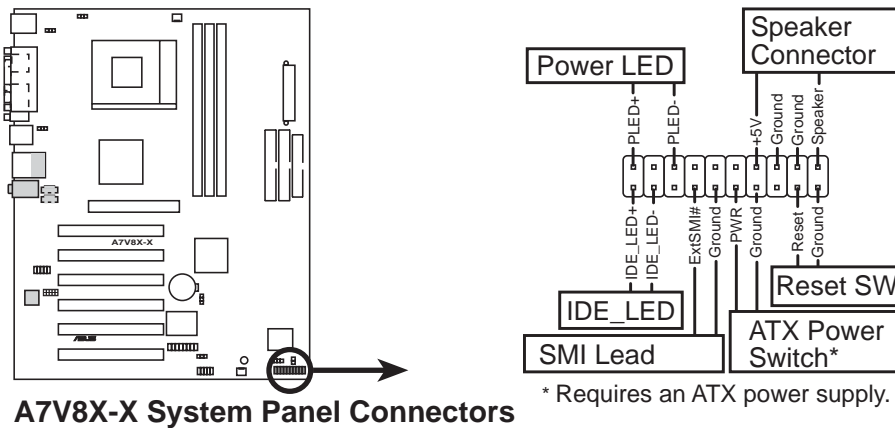 Speaker
Connector
Power LED
PLED+
PLED-
+5V
Ground
Ground
Speaker
IDE_LED+
IDE_LED-
ExtSMI#
Ground
PWR
Ground
Reset
Ground
A7V8X-X
Reset SW
IDE_LED
SMI Lead
ATX Power
Switch*
ASUS
* Requires an ATX power supply.
A7V8X-X System Panel Connectors